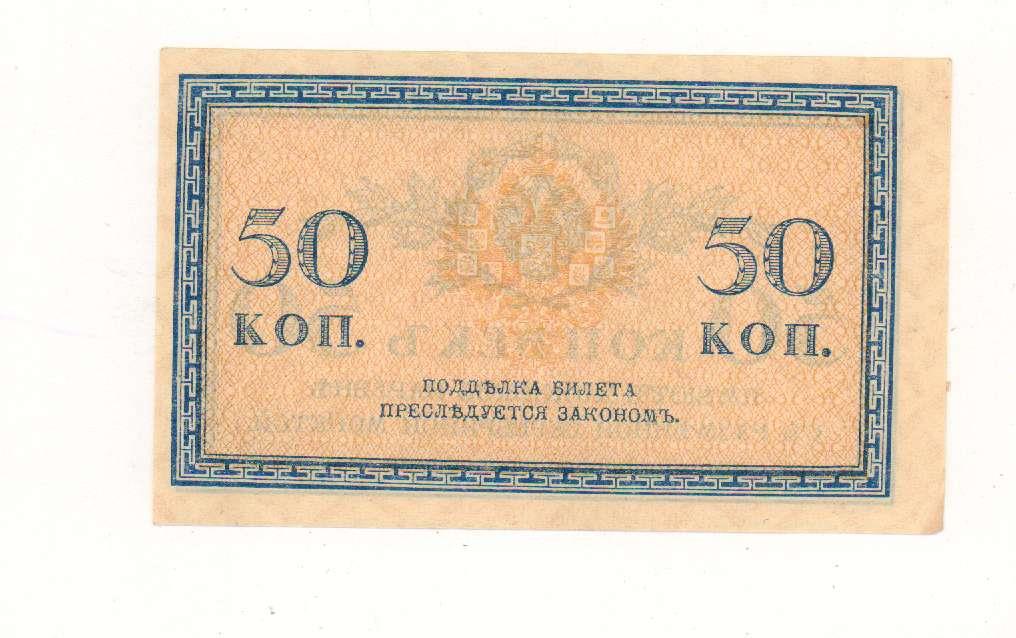 50 50
КОП. КОП.
ПОДДѢЛКА БИЛЕТА
ПРЕСЛѢДУЕТСЯ ЗАКОНОМЪ.